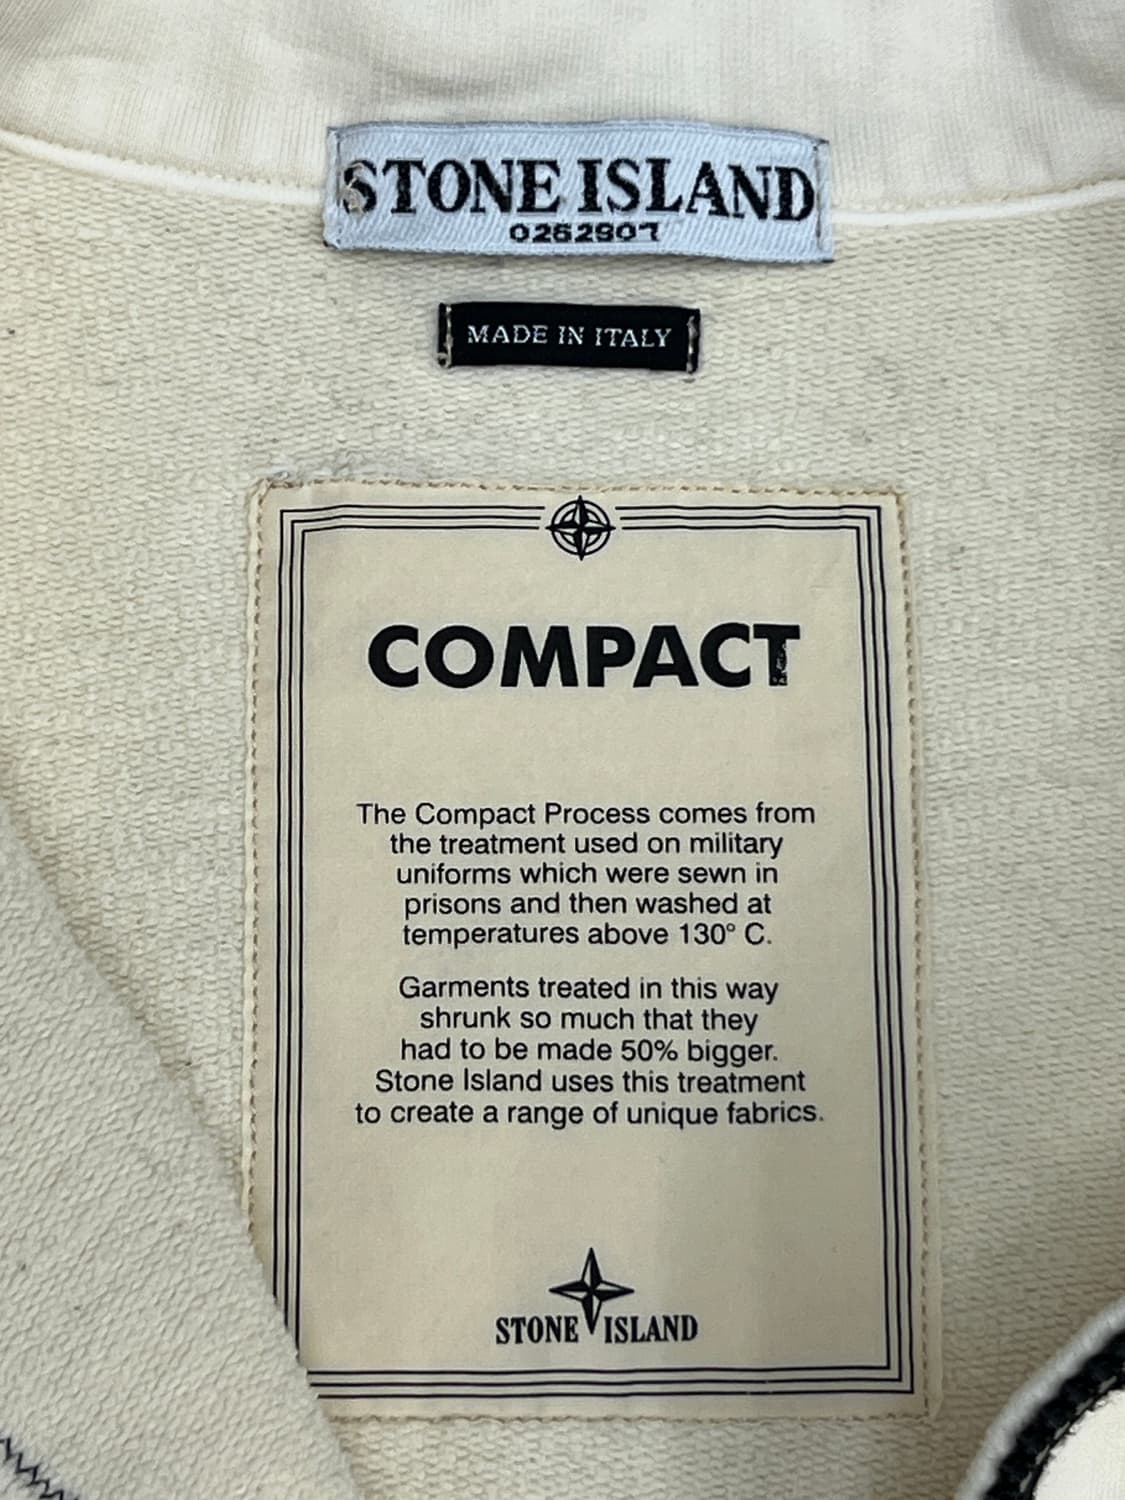 STONE ISLAND
0262907
MADE IN ITALY
COMPACT
The Compact Process comes from
the treatment used on military
uniforms which were sewn in
prisons and then washed at
temperatures above 130° C.
Garments treated in this way
shrunk so much that they
had to be made 50% bigger.
Stone Island uses this treatment
to create a range of unique fabrics.
STONE ISLAND